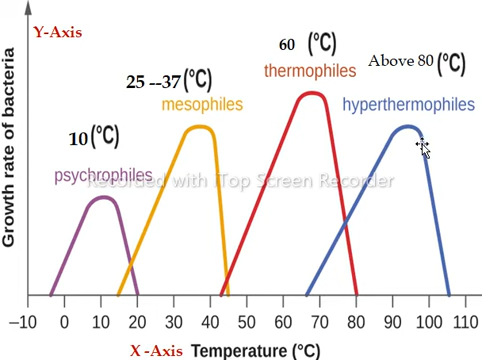 Y-Axis
60 (°C)
Above 80 (°C)
thermophiles
25 --37 (°C)
mesophiles
hyperthermophiles
10 (°C)
psychrophiles
Recorded with iTop Screen Recorder
Growth rate of bacteria
–10 0 10 20 30 40 50 60 70 80 90 100 110
X -Axis Temperature (°C)